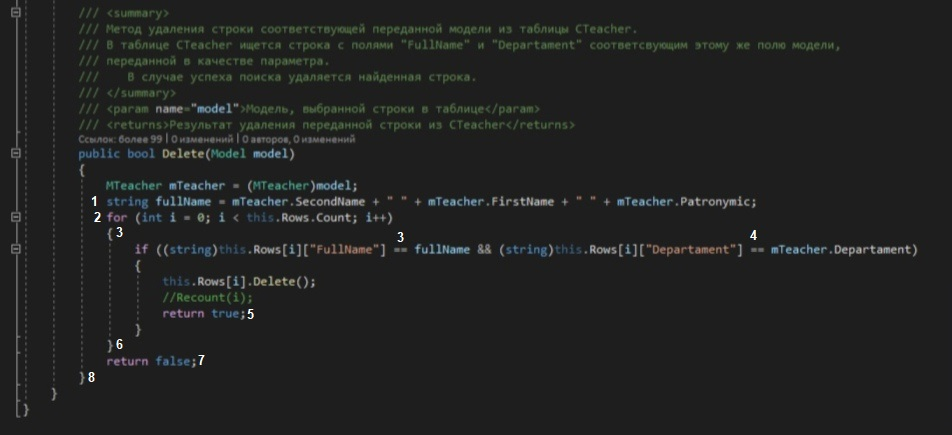 /// <summary>
/// Метод удаления строки соответствующей переданной модели из таблицы CTeacher.
/// В таблице CTeacher ищется строка с полями "FullName" и "Departament" соответсвующим этому же полю модели,
/// переданной в качестве параметра.
///    В случае успеха поиска удаляется найденная строка.
/// </summary>
/// <param name="model">Модель, выбранной строки в таблице</param>
/// <returns>Результат удаления переданной строки из CTeacher</returns>
Ссылок: более 99 | 0 изменений | 0 авторов, 0 изменений
public bool Delete(Model model)
{
MTeacher mTeacher = (MTeacher)model;
1 string fullName = mTeacher.SecondName + " " + mTeacher.FirstName + " " + mTeacher.Patronymic;
2 for (int i = 0; i < this.Rows.Count; i++)
{3
if ((string)this.Rows[i]["FullName"] == fullName && (string)this.Rows[i]["Departament"] == mTeacher.Departament) 3 4
{
this.Rows[i].Delete();
//Recount(i);
return true;5
}
}6
return false;7
}8
}
}